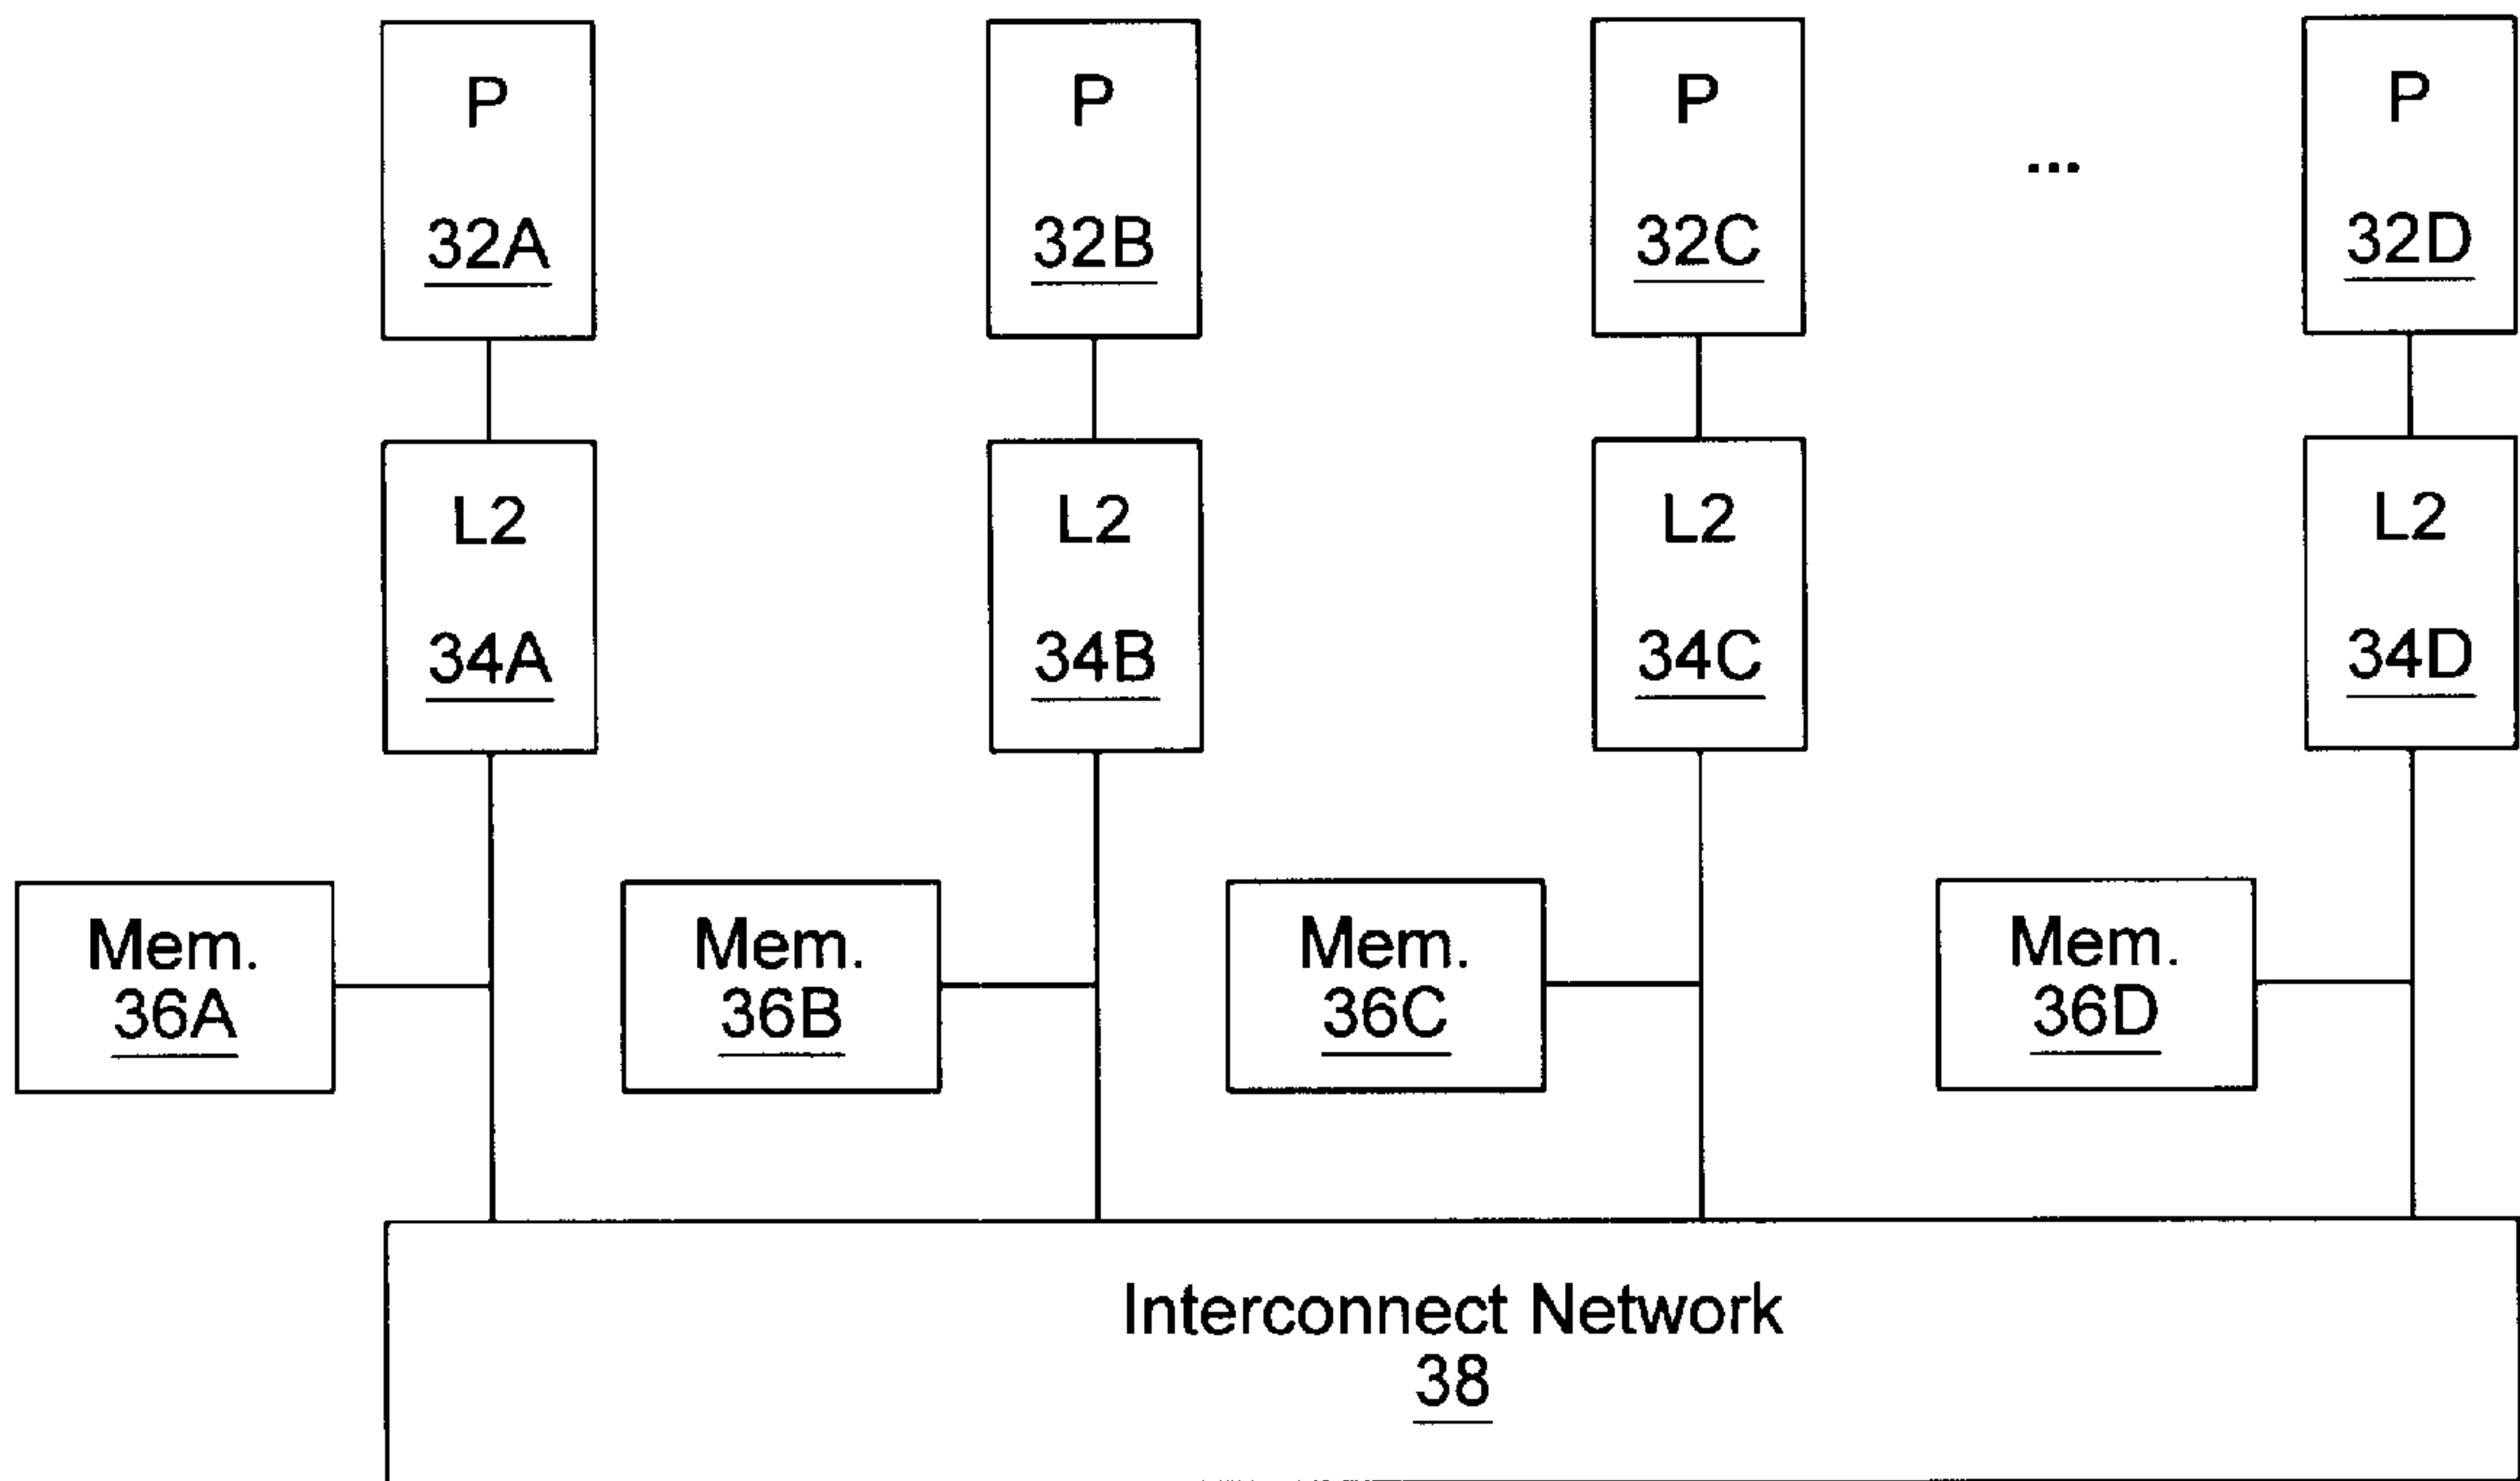 P
32A
P
32B
P
32C
...
P
32D
L2
34A
L2
34B
L2
34C
L2
34D
Mem.
36A
Mem.
36B
Mem.
36C
Mem.
36D
Interconnect Network
38